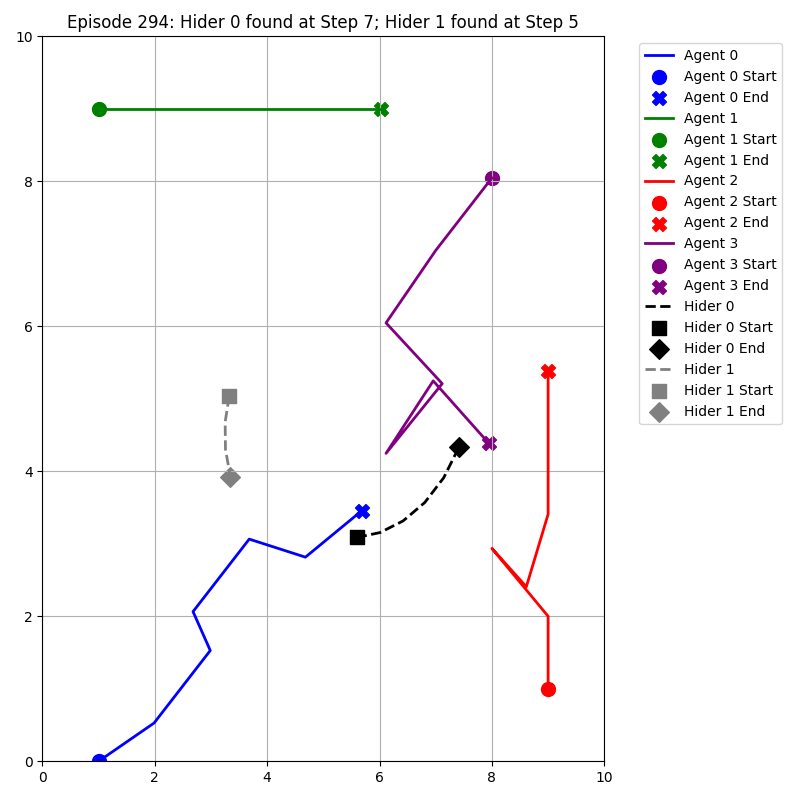 Episode 294: Hider 0 found at Step 7; Hider 1 found at Step 5
10
8
6
4
2
0
0 2 4 6 8 10
Agent 0
Agent 0 Start
Agent 0 End
Agent 1
Agent 1 Start
Agent 1 End
Agent 2
Agent 2 Start
Agent 2 End
Agent 3
Agent 3 Start
Agent 3 End
Hider 0
Hider 0 Start
Hider 0 End
Hider 1
Hider 1 Start
Hider 1 End